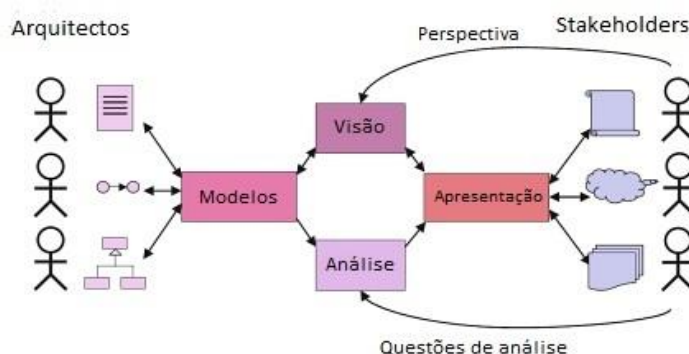 Arquitectos
Stakeholders
Perspectiva
Visão
Modelos
Apresentação
Análise
Questões de análise